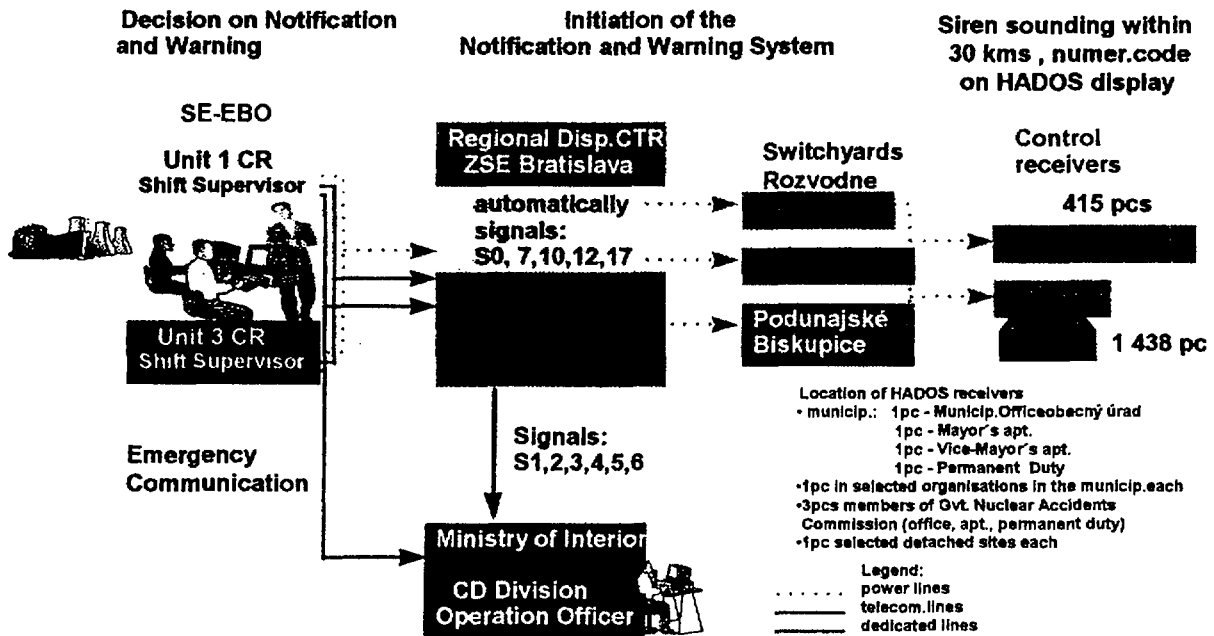 Decision on Notification
and Warning
Initiation of the
Notification and Warning System
Siren sounding within
30 kms , numer.code
on HADOS display
SE-EBO
Unit 1 CR
Shift Supervisor
Unit 3 CR
Shift Supervisor
Regional Disp.CTR
ZSE Bratislava
automatically
signals:
S0, 7,10,12,17
Switchyards
Rozvodne
Podunajské
Biskupice
Control
receivers
415 pcs
1 438 pc
Emergency
Communication
Signals:
S1,2,3,4,5,6
Ministry of Interior
CD Division
Operation Officer
Location of HADOS receivers
• municip.: 1pc - Municip.Officeobecný úrad
1pc - Mayor's apt.
1pc - Vice-Mayor's apt.
1pc - Permanent Duty
•1pc in selected organisations in the municip.each
•3pcs members of Gvt. Nuclear Accidents
Commission (office, apt., permanent duty)
•1pc selected detached sites each
Legend:
power lines
telecom.lines
dedicated lines